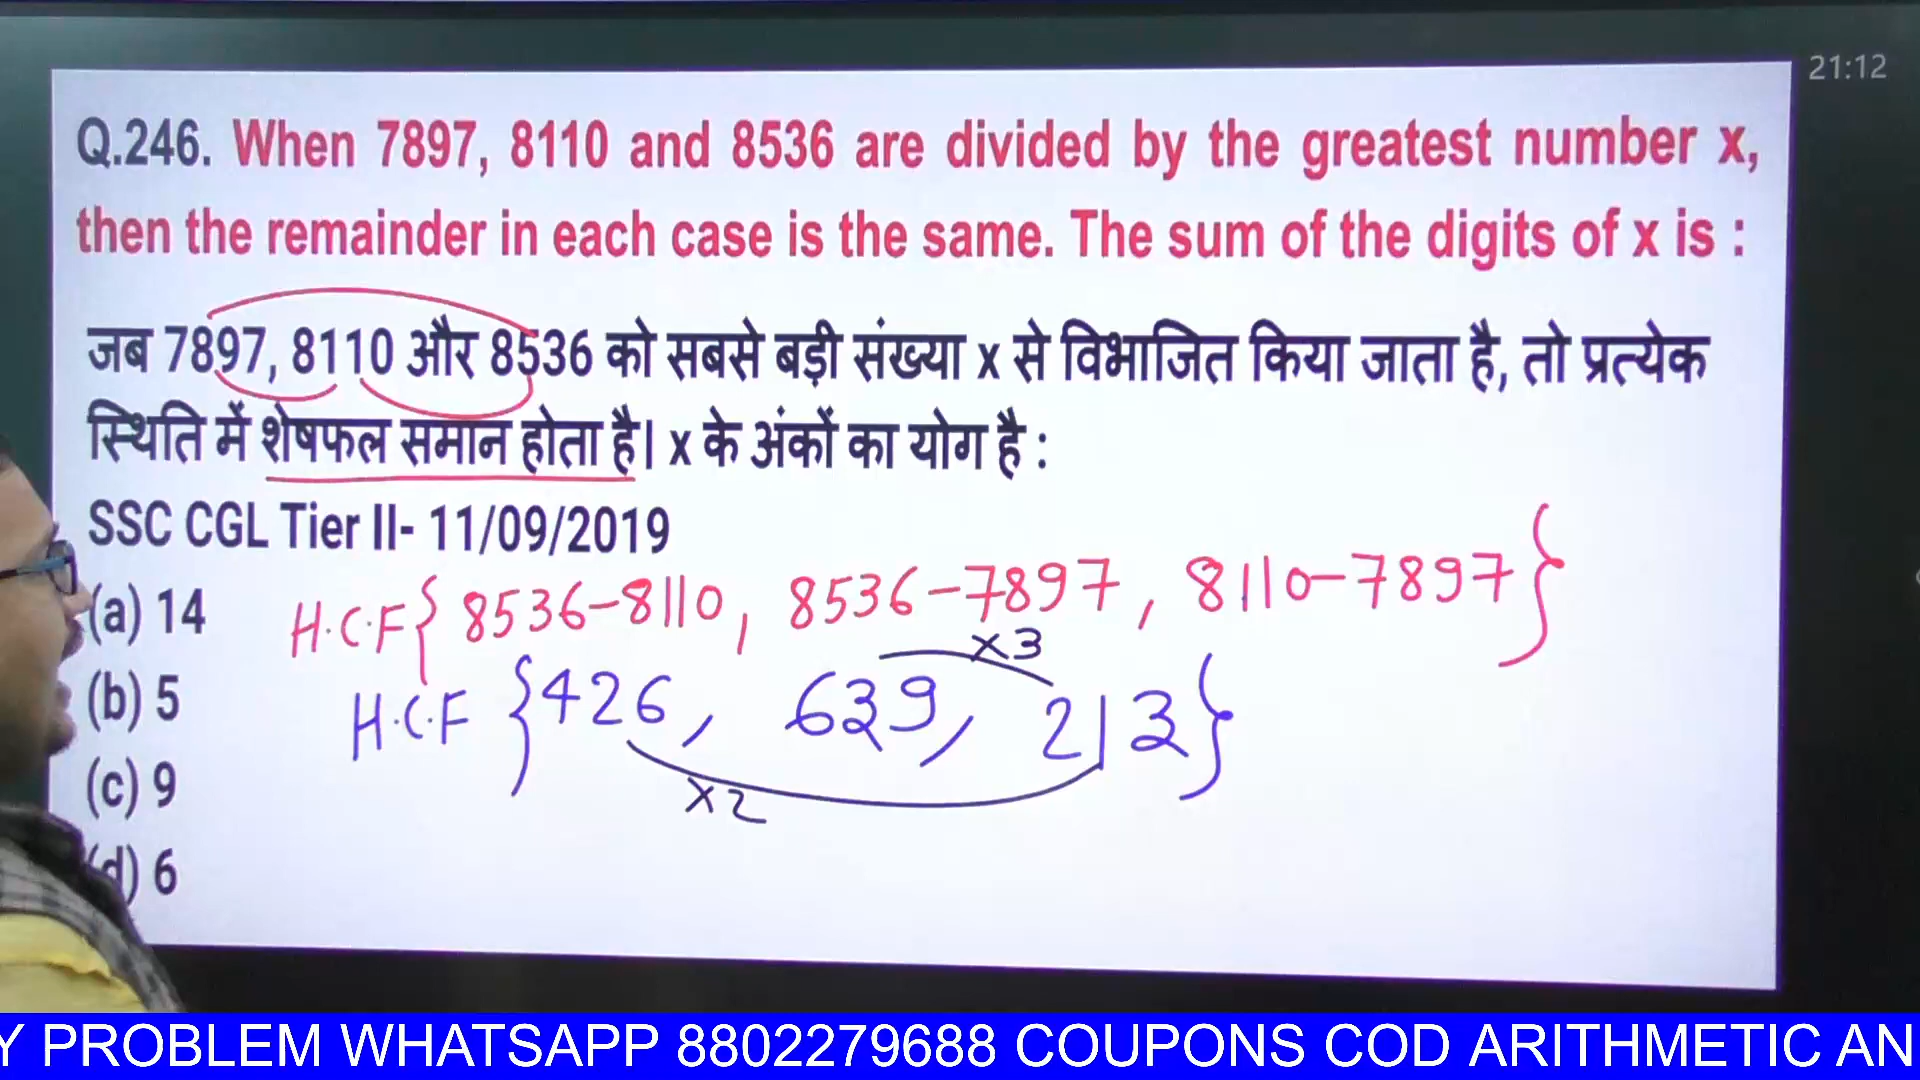 21:12
Q.246. When 7897, 8110 and 8536 are divided by the greatest number x,
then the remainder in each case is the same. The sum of the digits of x is :
जब 7897, 8110 और 8536 को सबसे बड़ी संख्या x से विभाजित किया जाता है, तो प्रत्येक
स्थिति में शेषफल समान होता है। x के अंकों का योग है :
SSC CGL Tier II- 11/09/2019
(a) 14
H.C.F{8536-8110, 8536-7897, 8110-7897}
x3
(b) 5
H.C.F {426, 639, 213}
x2
(c) 9
(d) 6
Y PROBLEM WHATSAPP 8802279688 COUPONS COD ARITHMETIC AN